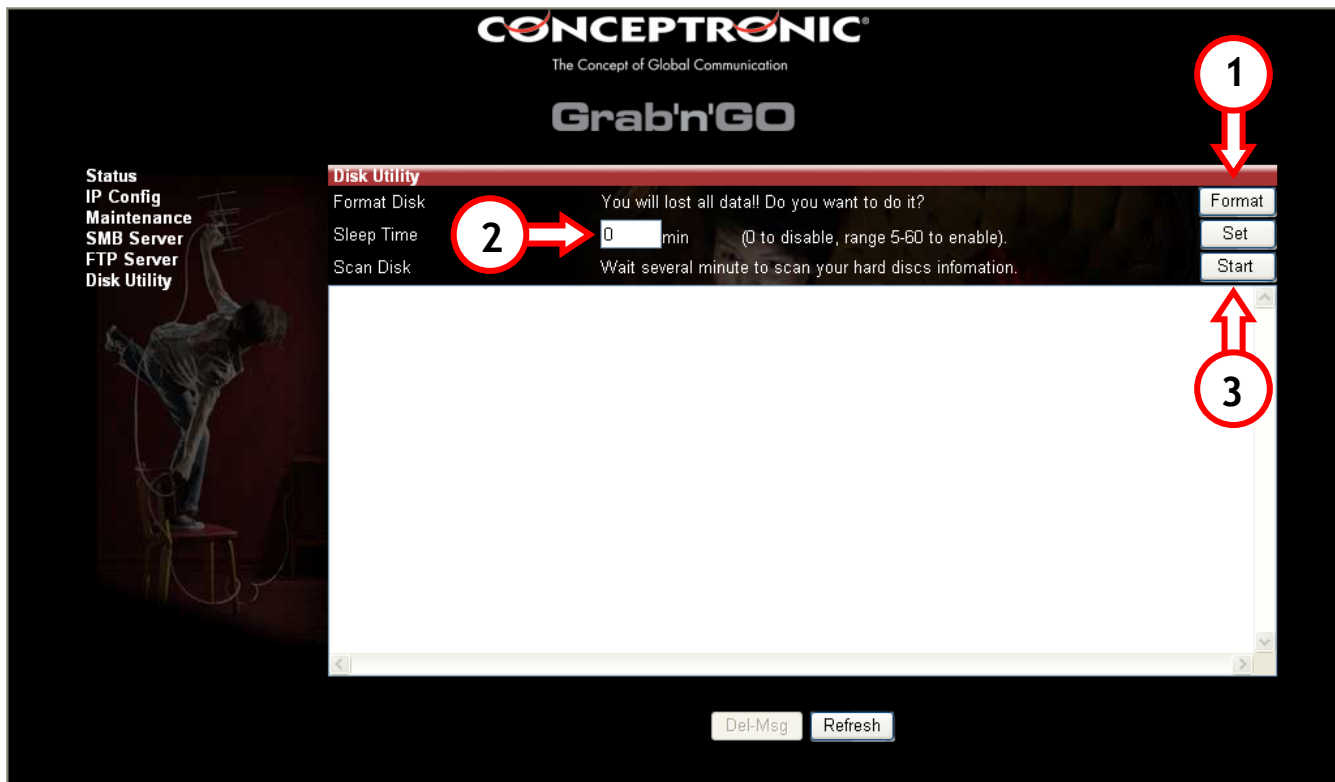 CONCEPTRONIC®
The Concept of Global Communication
Grab'n'GO
1
Status
IP Config
Maintenance
SMB Server
FTP Server
Disk Utility
Disk Utility
Format Disk You will lost all data!! Do you want to do it? Format
Sleep Time 2 0 min (0 to disable, range 5-60 to enable). Set
Scan Disk Wait several minute to scan your hard discs infomation. Start
3
Del-Msg Refresh